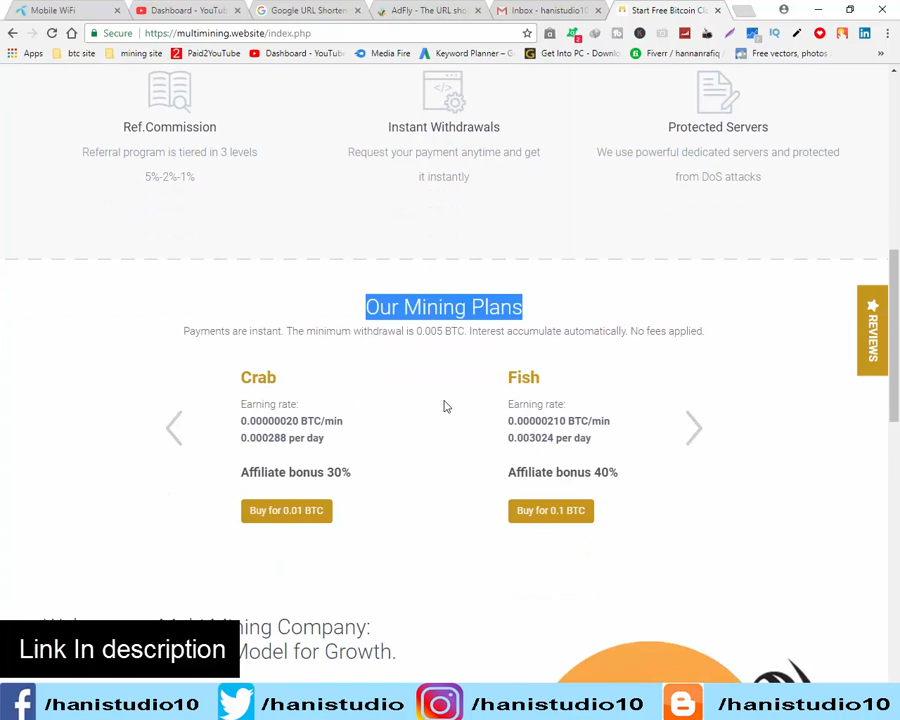 Mobile WiFi
Dashboard - YouTu
Google URL Shorten
AdFly - The URL sho
Inbox - hanistudio10
Start Free Bitcoin Cl
Secure
https://multimining.website/index.php
Apps
btc site
mining site
Paid2YouTube
Dashboard - YouTub
Media Fire
Keyword Planner – G
Get Into PC - Downlo
Fiverr / hannanrafiq /
Free vectors, photos
Ref.Commission
Referral program is tiered in 3 levels
5%-2%-1%
Instant Withdrawals
Request your payment anytime and get
it instantly
Protected Servers
We use powerful dedicated servers and protected
from DoS attacks
Our Mining Plans
Payments are instant. The minimum withdrawal is 0.005 BTC. Interest accumulate automatically. No fees applied.
REVIEWS
Crab
Earning rate:
0.00000020 BTC/min
0.000288 per day
Affiliate bonus 30%
Buy for 0.01 BTC
Fish
Earning rate:
0.00000210 BTC/min
0.003024 per day
Affiliate bonus 40%
Buy for 0.1 BTC
ning Company:
Model for Growth.
Link In description
/hanistudio10
/hanistudio
/hanistudio10
/hanistudio10